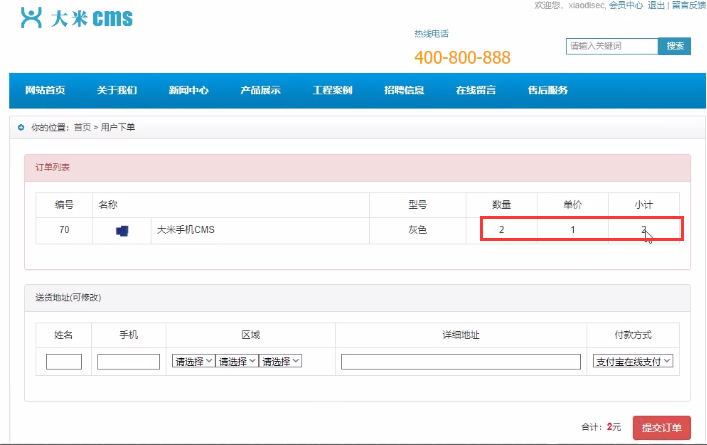 欢迎您，xiaodisec, 会员中心 退出 | 留言反馈
大米cms
热线电话
400-800-888
请输入关键词 搜索
网站首页 关于我们 新闻中心 产品展示 工程案例 招聘信息 在线留言 售后服务
你的位置：首页 > 用户下单
订单列表
编号 名称 型号 数量 单价 小计
70 大米手机CMS 灰色 2 1 2
送货地址(可修改)
姓名 手机 区域 详细地址 付款方式
请选择 请选择 请选择 支付宝在线支付
合计：2元 提交订单